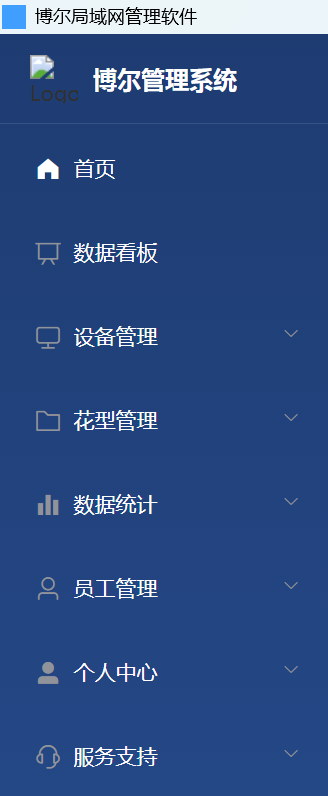 博尔局域网管理软件
Logo
博尔管理系统
首页
数据看板
设备管理
花型管理
数据统计
员工管理
个人中心
服务支持